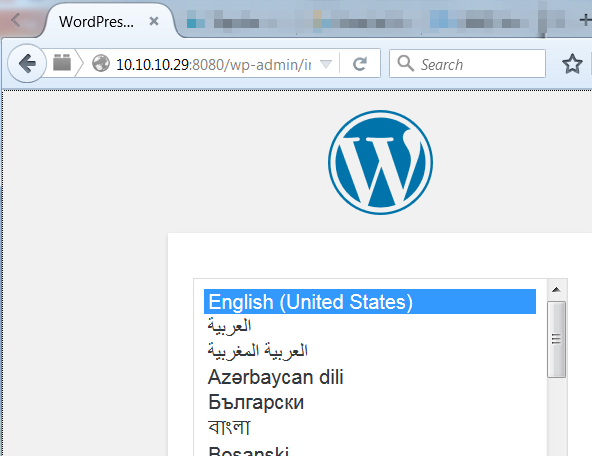 WordPres...
10.10.10.29:8080/wp-admin/in
Search
English (United States)
العربية
العربية المغربية
Azərbaycan dili
Български
বাংলা
Bosanski